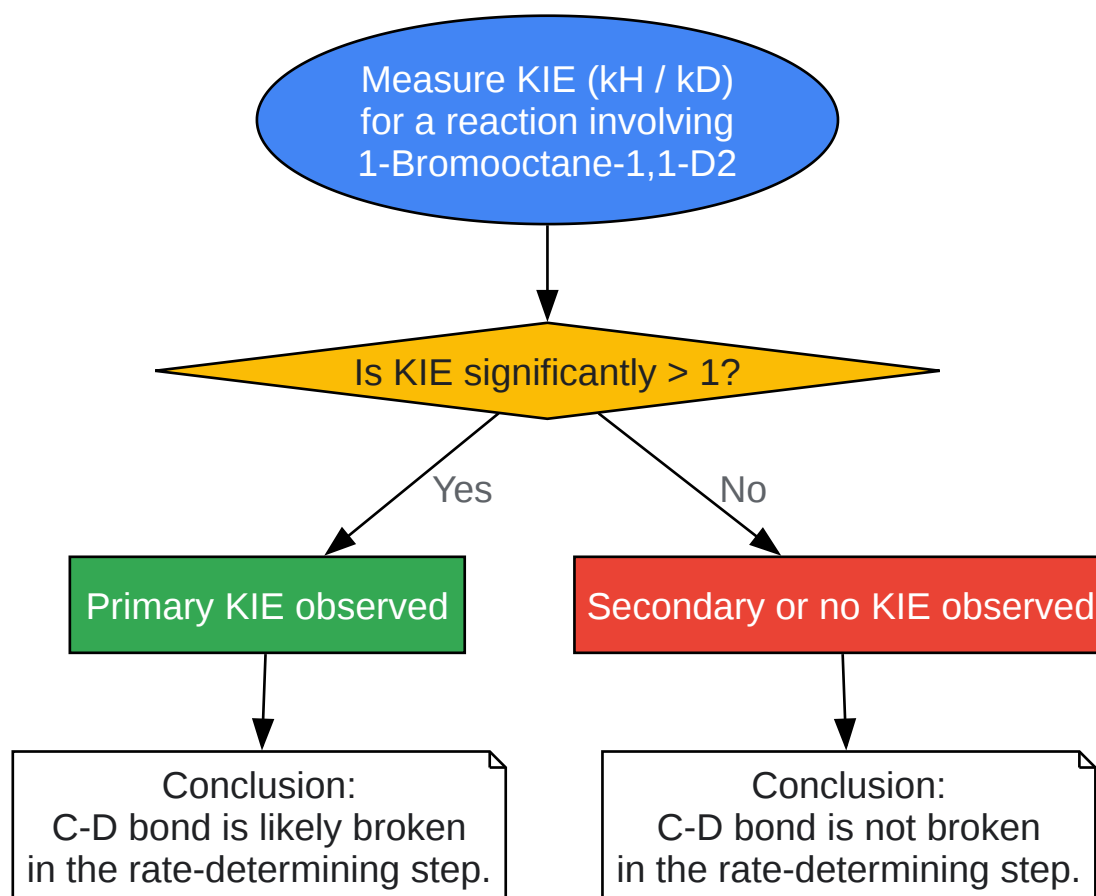 Measure KIE (kH / kD)
for a reaction involving
1-Bromooctane-1,1-D2
Is KIE significantly > 1?
Yes
No
Primary KIE observed
Secondary or no KIE observed
Conclusion:
C-D bond is likely broken
in the rate-determining step.
Conclusion:
C-D bond is not broken
in the rate-determining step.